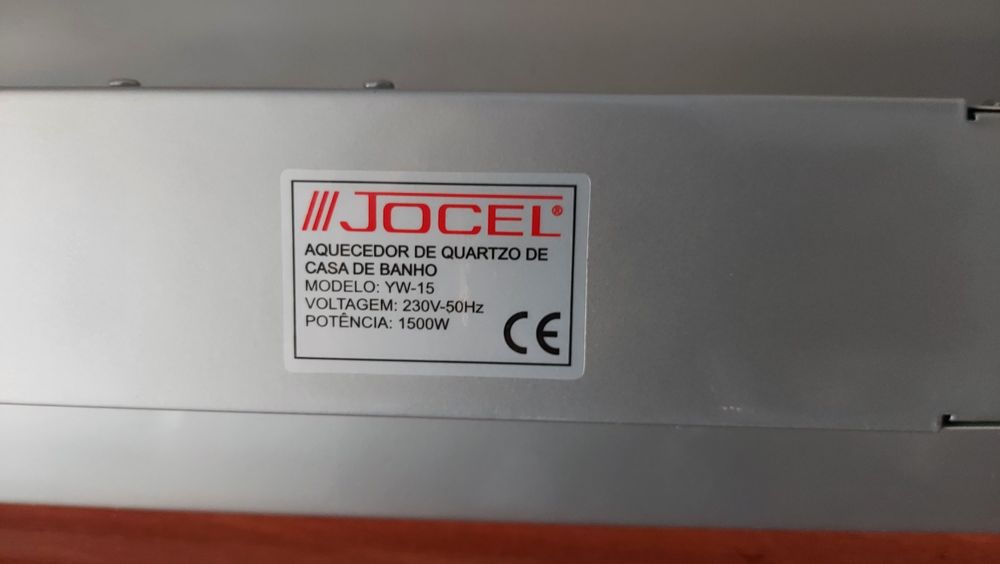 JOCEL®
AQUECEDOR DE QUARTZO DE
CASA DE BANHO
MODELO: YW-15
VOLTAGEM: 230V-50Hz
POTÊNCIA: 1500W
CE